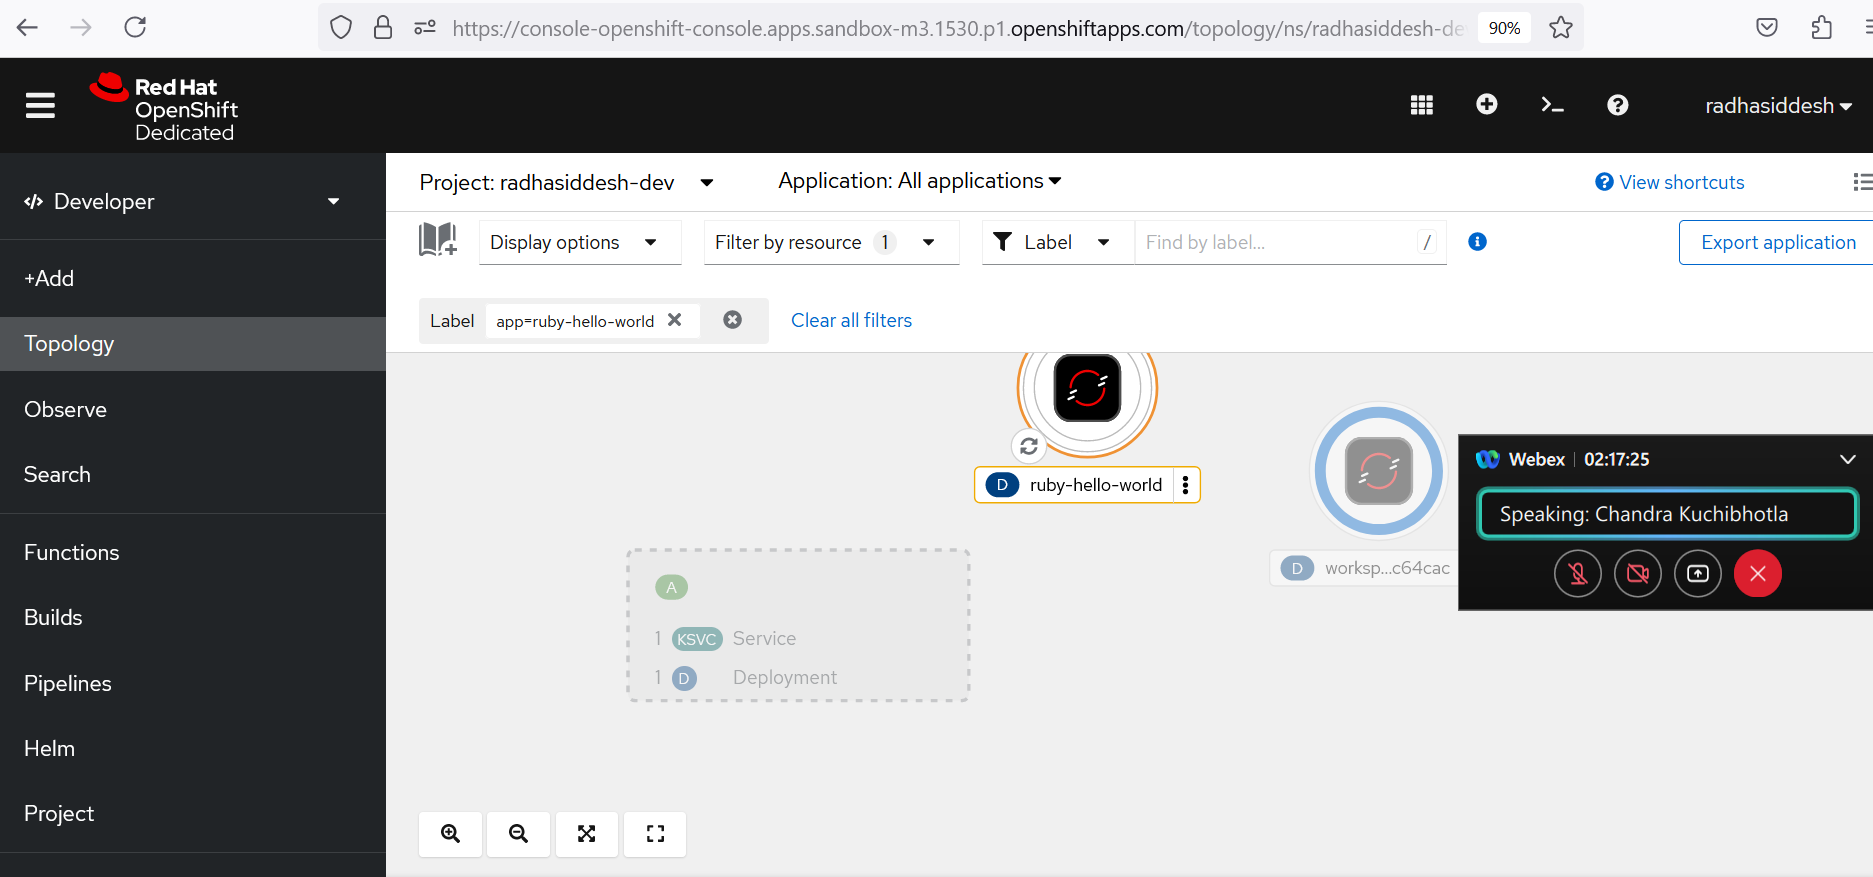 https://console-openshift-console.apps.sandbox-m3.1530.p1.openshiftapps.com/topology/ns/radhasiddesh-de
90%
Red Hat
OpenShift
Dedicated
radhasiddesh
Developer
+Add
Topology
Observe
Search
Functions
Builds
Pipelines
Helm
Project
Project: radhasiddesh-dev
Application: All applications
View shortcuts
Display options
Filter by resource 1
Label
Find by label...
/
Export application
Label
app=ruby-hello-world
Clear all filters
D ruby-hello-world
D worksp...c64cac
A
1 KSVC Service
1 D Deployment
Webex 02:17:25
Speaking: Chandra Kuchibhotla